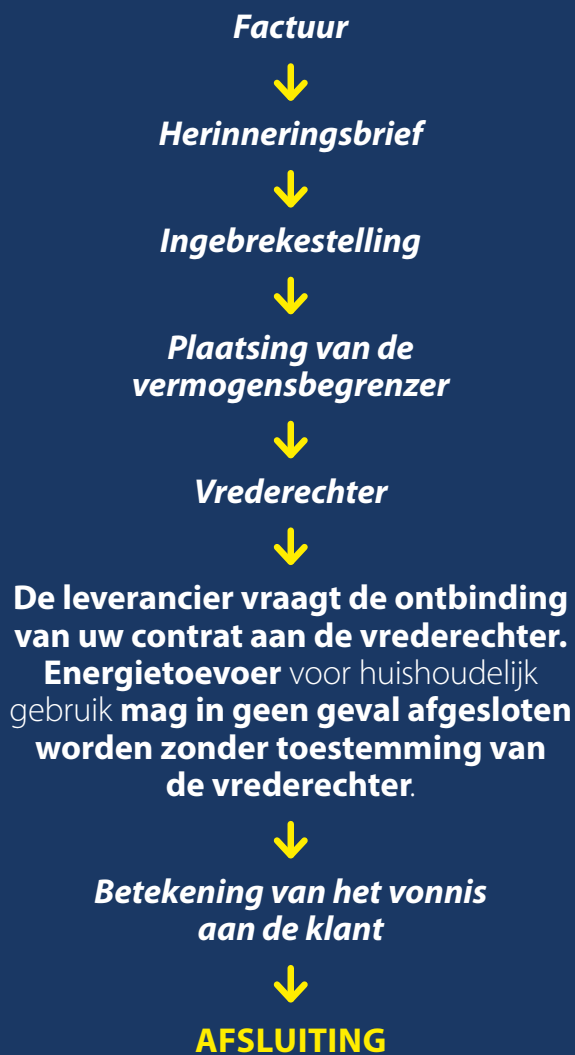 Factuur
Herinneringsbrief
Ingebrekestelling
Plaatsing van de
vermogensbegrenzer
Vrederechter
De leverancier vraagt de ontbinding
van uw contrat aan de vrederechter.
Energietoevoer voor huishoudelijk
gebruik mag in geen geval afgesloten
worden zonder toestemming van
de vrederechter.
Betekening van het vonnis
aan de klant
AFSLUITING